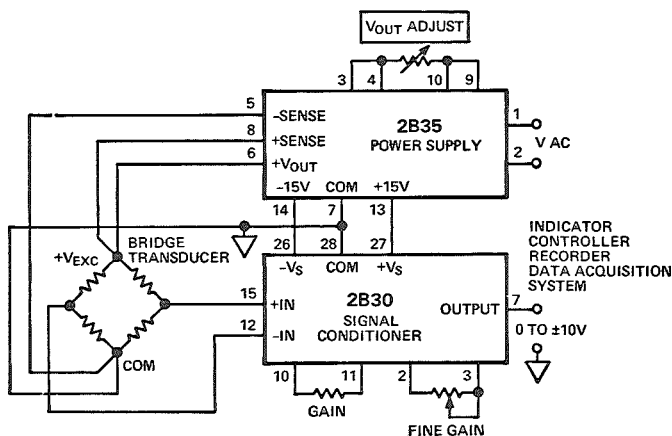 VOUT ADJUST
3 4 10 9
5 -SENSE
8 +SENSE
6 +VOUT
2B35
POWER SUPPLY
1
V AC
2
-15V COM +15V
14 7 13
26 28 27
-VS COM +VS
BRIDGE
TRANSDUCER
+VEXC
COM
15 +IN
12 -IN
2B30
SIGNAL
CONDITIONER
OUTPUT 7
INDICATOR
CONTROLLER
RECORDER
DATA ACQUISITION
SYSTEM
0 TO ±10V
10 11 2 3
GAIN
FINE GAIN